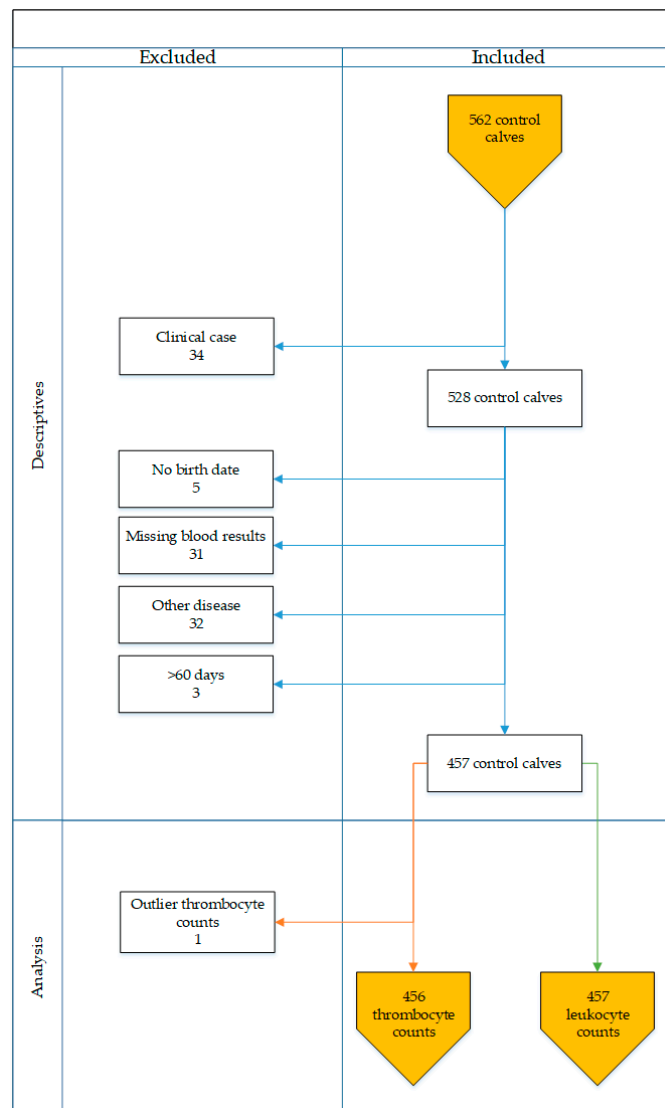 Excluded
Included
Descriptives
562 control
calves
Clinical case
34
528 control calves
No birth date
5
Missing blood results
31
Other disease
32
>60 days
3
457 control calves
Analysis
Outlier thrombocyte
counts
1
456
thrombocyte
counts
457
leukocyte
counts